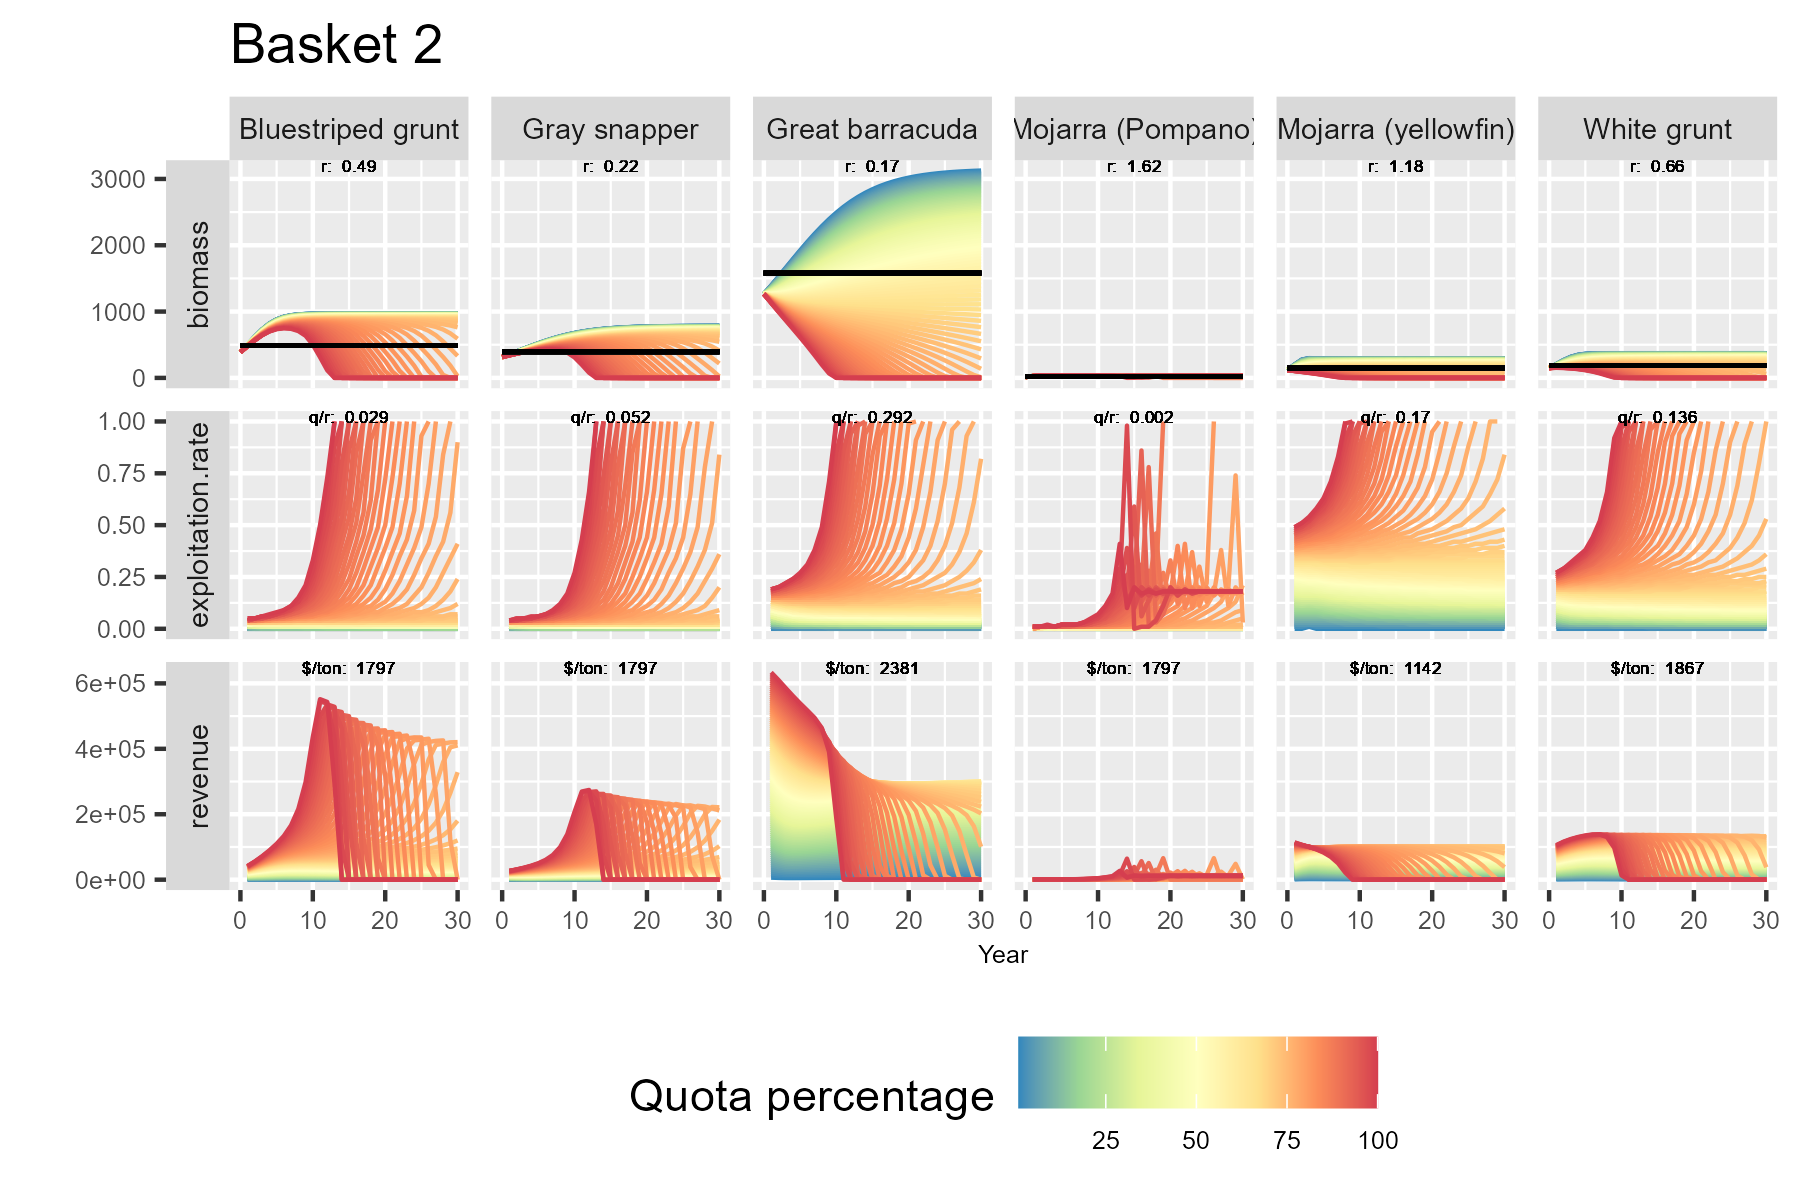 Basket 2
Bluestriped grunt Gray snapper Great barracuda Mojarra (Pompano) Mojarra (yellowfin) White grunt
r: 0.49 r: 0.22 r: 0.17 r: 1.62 r: 1.18 r: 0.66
biomass
3000
2000
1000
0
q/r: 0.029 q/r: 0.052 q/r: 0.292 q/r: 0.002 q/r: 0.17 q/r: 0.136
exploitation.rate
1.00
0.75
0.50
0.25
0.00
$/ton: 1797 $/ton: 1797 $/ton: 2381 $/ton: 1797 $/ton: 1142 $/ton: 1867
revenue
6e+05
4e+05
2e+05
0e+00
0 10 20 30 0 10 20 30 0 10 20 30 0 10 20 30 0 10 20 30 0 10 20 30
Year
Quota percentage
25 50 75 100